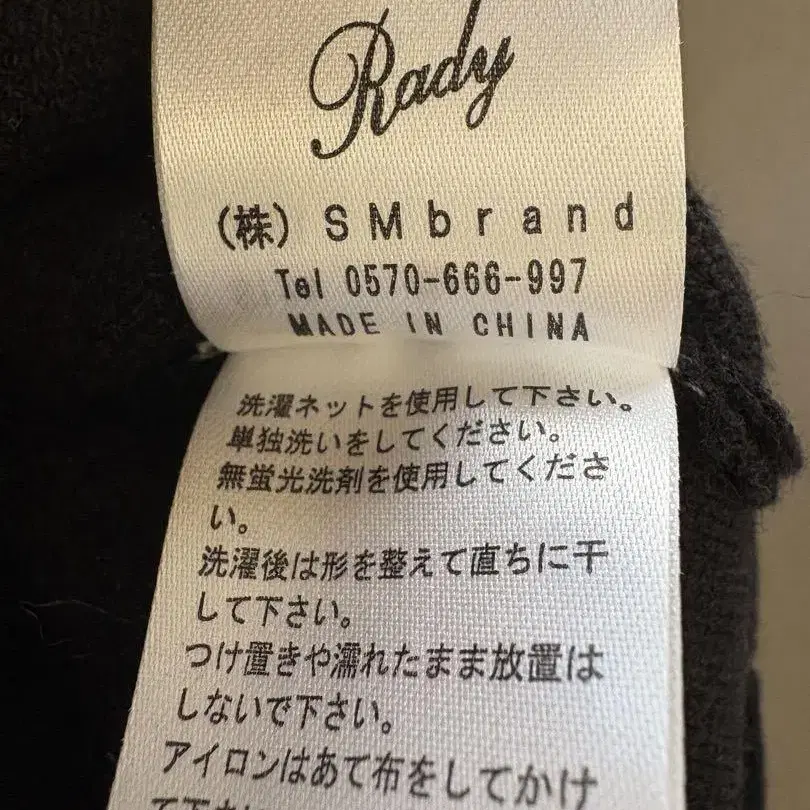 Rady
(株) SMbrand
Tel 0570-666-997
MADE IN CHINA
洗濯ネットを使用して下さい。
単独洗いをしてください。
無蛍光洗剤を使用してくださ
い。
洗濯後は形を整えて直ちに干
して下さい。
つけ置きや濡れたまま放置は
しないで下さい。
アイロンはあて布をしてかけ